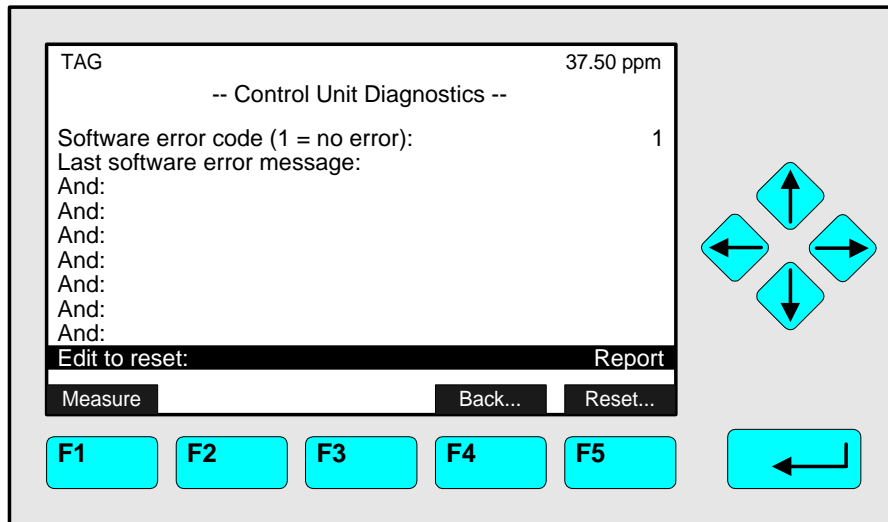 TAG 37.50 ppm
-- Control Unit Diagnostics --
Software error code (1 = no error): 1
Last software error message:
And:
And:
And:
And:
And:
And:
And:
Edit to reset: Report
Measure Back... Reset...
F1 F2 F3 F4 F5